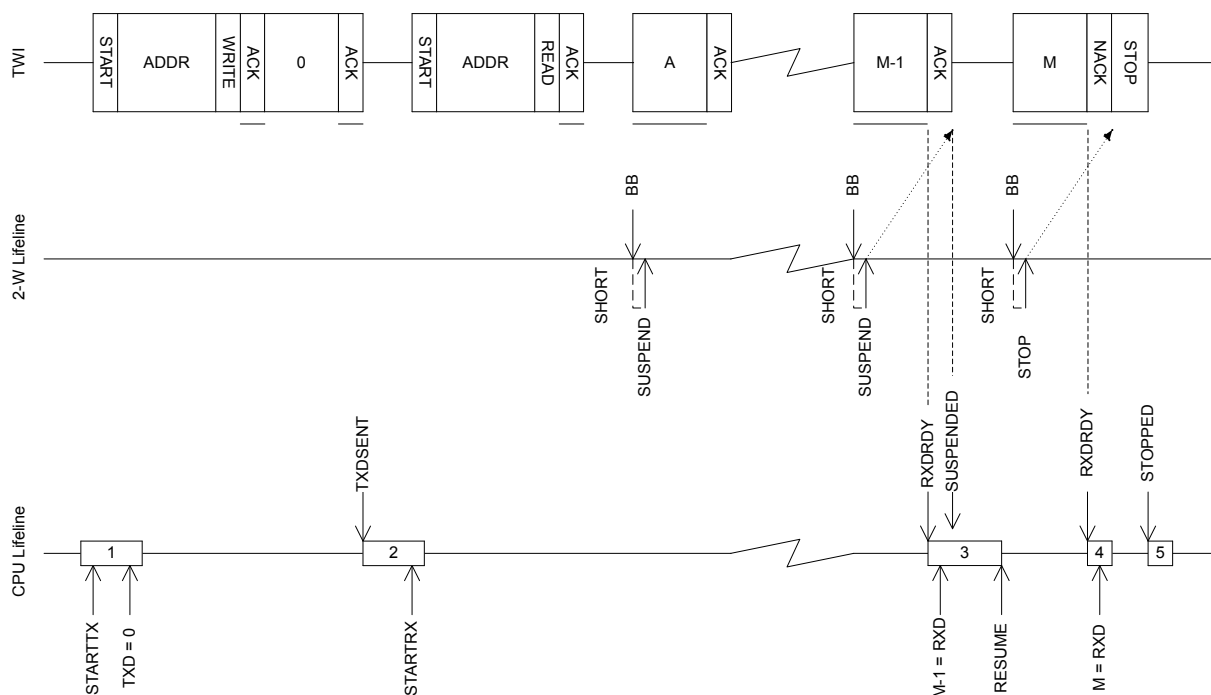 TWI
START
ADDR
WRITE
ACK
0
ACK
START
ADDR
READ
ACK
A
ACK
M-1
ACK
M
NACK
STOP
2-W Lifeline
BB
SHORT
SUSPEND
BB
SHORT
SUSPEND
BB
SHORT
STOP
CPU Lifeline
TXDSENT
RXDRDY
SUSPENDED
RXDRDY
STOPPED
1
2
3
4
5
STARTTX
TXD = 0
STARTRX
M-1 = RXD
RESUME
M = RXD